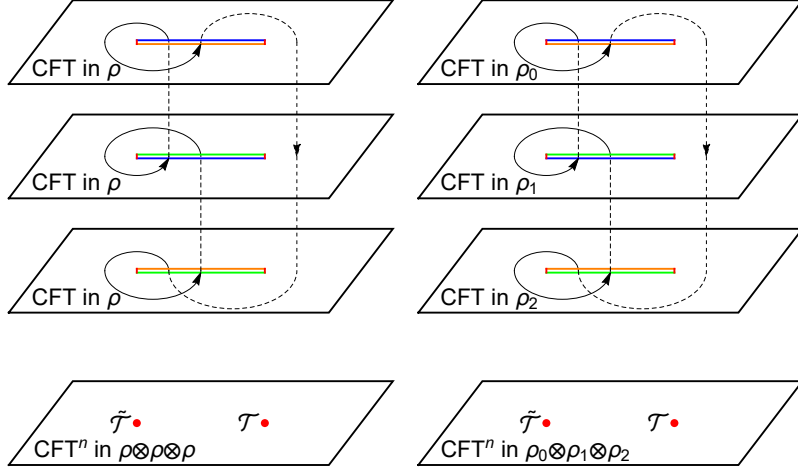 CFT in ρ
CFT in ρ₀
CFT in ρ
CFT in ρ₁
CFT in ρ
CFT in ρ₂
𝒯̃ 𝒯
CFTⁿ in ρ⊗ρ⊗ρ
𝒯̃ 𝒯
CFTⁿ in ρ₀⊗ρ₁⊗ρ₂